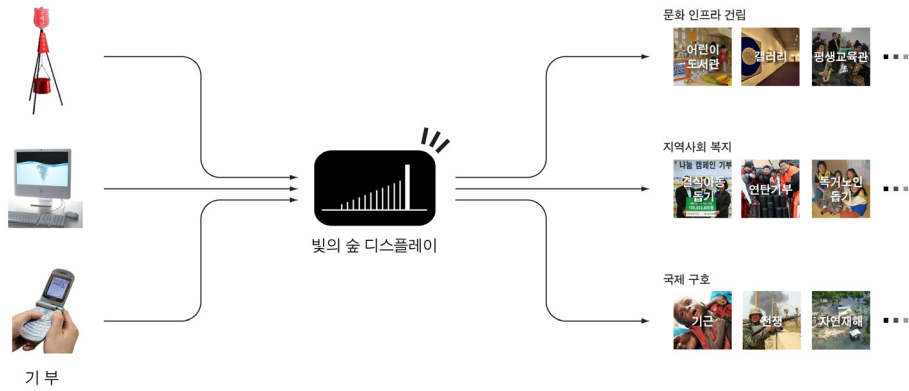 문화 인프라 건립
어린이
도서관
갤러리
평생교육관
지역사회 복지
나눔 캠페인 기부
결식아동
돕기
연탄기부
독거노인
돕기
빛의 숲 디스플레이
국제 구호
기근
전쟁
자연재해
기 부